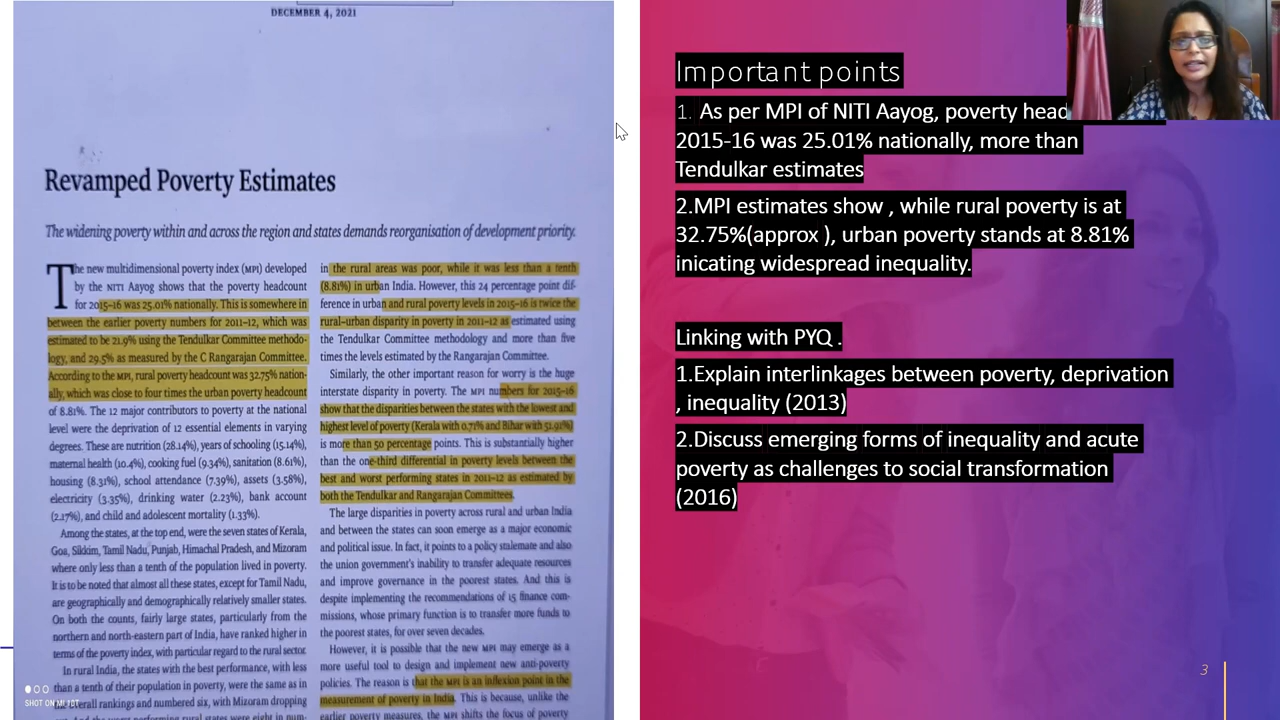 DECEMBER 4, 2021
Revamped Poverty Estimates
The widening poverty within and across the region and states demands reorganisation of development priority.
The new multidimensional poverty index (MPI) developed
by the NITI Aayog shows that the poverty headcount
for 2015–16 was 25.01% nationally. This is somewhere in
between the earlier poverty numbers for 2011–12, which was
estimated to be 21.9% using the Tendulkar Committee methodo-
logy, and 29.5% as measured by the C Rangarajan Committee.
According to the MPI, rural poverty headcount was 32.75% nation-
ally, which was close to four times the urban poverty headcount
of 8.81%. The 12 major contributors to poverty at the national
level were the deprivation of 12 essential elements in varying
degrees. These are nutrition (28.14%), years of schooling (15.14%),
maternal health (10.4%), cooking fuel (9.34%), sanitation (8.61%),
housing (8.31%), school attendance (7.39%), assets (3.58%),
electricity (3.35%), drinking water (2.23%), bank account
(2.17%), and child and adolescent mortality (1.33%).
Among the states, at the top end, were the seven states of Kerala,
Goa, Sikkim, Tamil Nadu, Punjab, Himachal Pradesh, and Mizoram
where only less than a tenth of the population lived in poverty.
It is to be noted that almost all these states, except for Tamil Nadu,
are geographically and demographically relatively smaller states.
On both the counts, fairly large states, particularly from the
northern and north-eastern part of India, have ranked higher in
terms of the poverty index, with particular regard to the rural sector.
In rural India, the states with the best performance, with less
than a tenth of their population in poverty, were the same as in
overall rankings and numbered six, with Mizoram dropping
SHOT ON MI 10T
in the rural areas was poor, while it was less than a tenth
(8.81%) in urban India. However, this 24 percentage point dif-
ference in urban and rural poverty levels in 2015–16 is twice the
rural–urban disparity in poverty in 2011–12 as estimated using
the Tendulkar Committee methodology and more than five
times the levels estimated by the Rangarajan Committee.
Similarly, the other important reason for worry is the huge
interstate disparity in poverty. The MPI numbers for 2015–16
show that the disparities between the states with the lowest and
highest level of poverty (Kerala with 0.71% and Bihar with 51.91%)
is more than 50 percentage points. This is substantially higher
than the one-third differential in poverty levels between the
best and worst performing states in 2011–12 as estimated by
both the Tendulkar and Rangarajan Committees.
The large disparities in poverty across rural and urban India
and between the states can soon emerge as a major economic
and political issue. In fact, it points to a policy stalemate and also
the union government's inability to transfer adequate resources
and improve governance in the poorest states. And this is
despite implementing the recommendations of 15 finance com-
missions, whose primary function is to transfer more funds to
the poorest states, for over seven decades.
However, it is possible that the new MPI may emerge as a
more useful tool to design and implement new anti-poverty
policies. The reason is that the MPI is an inflexion point in the
measurement of poverty in India. This is because, unlike the
earlier poverty measures, the MPI shifts the focus of poverty
Important points
1. As per MPI of NITI Aayog, poverty head
2015-16 was 25.01% nationally, more than
Tendulkar estimates
2.MPI estimates show , while rural poverty is at
32.75%(approx ), urban poverty stands at 8.81%
inicating widespread inequality.
Linking with PYQ .
1.Explain interlinkages between poverty, deprivation
, inequality (2013)
2.Discuss emerging forms of inequality and acute
poverty as challenges to social transformation
(2016)
3